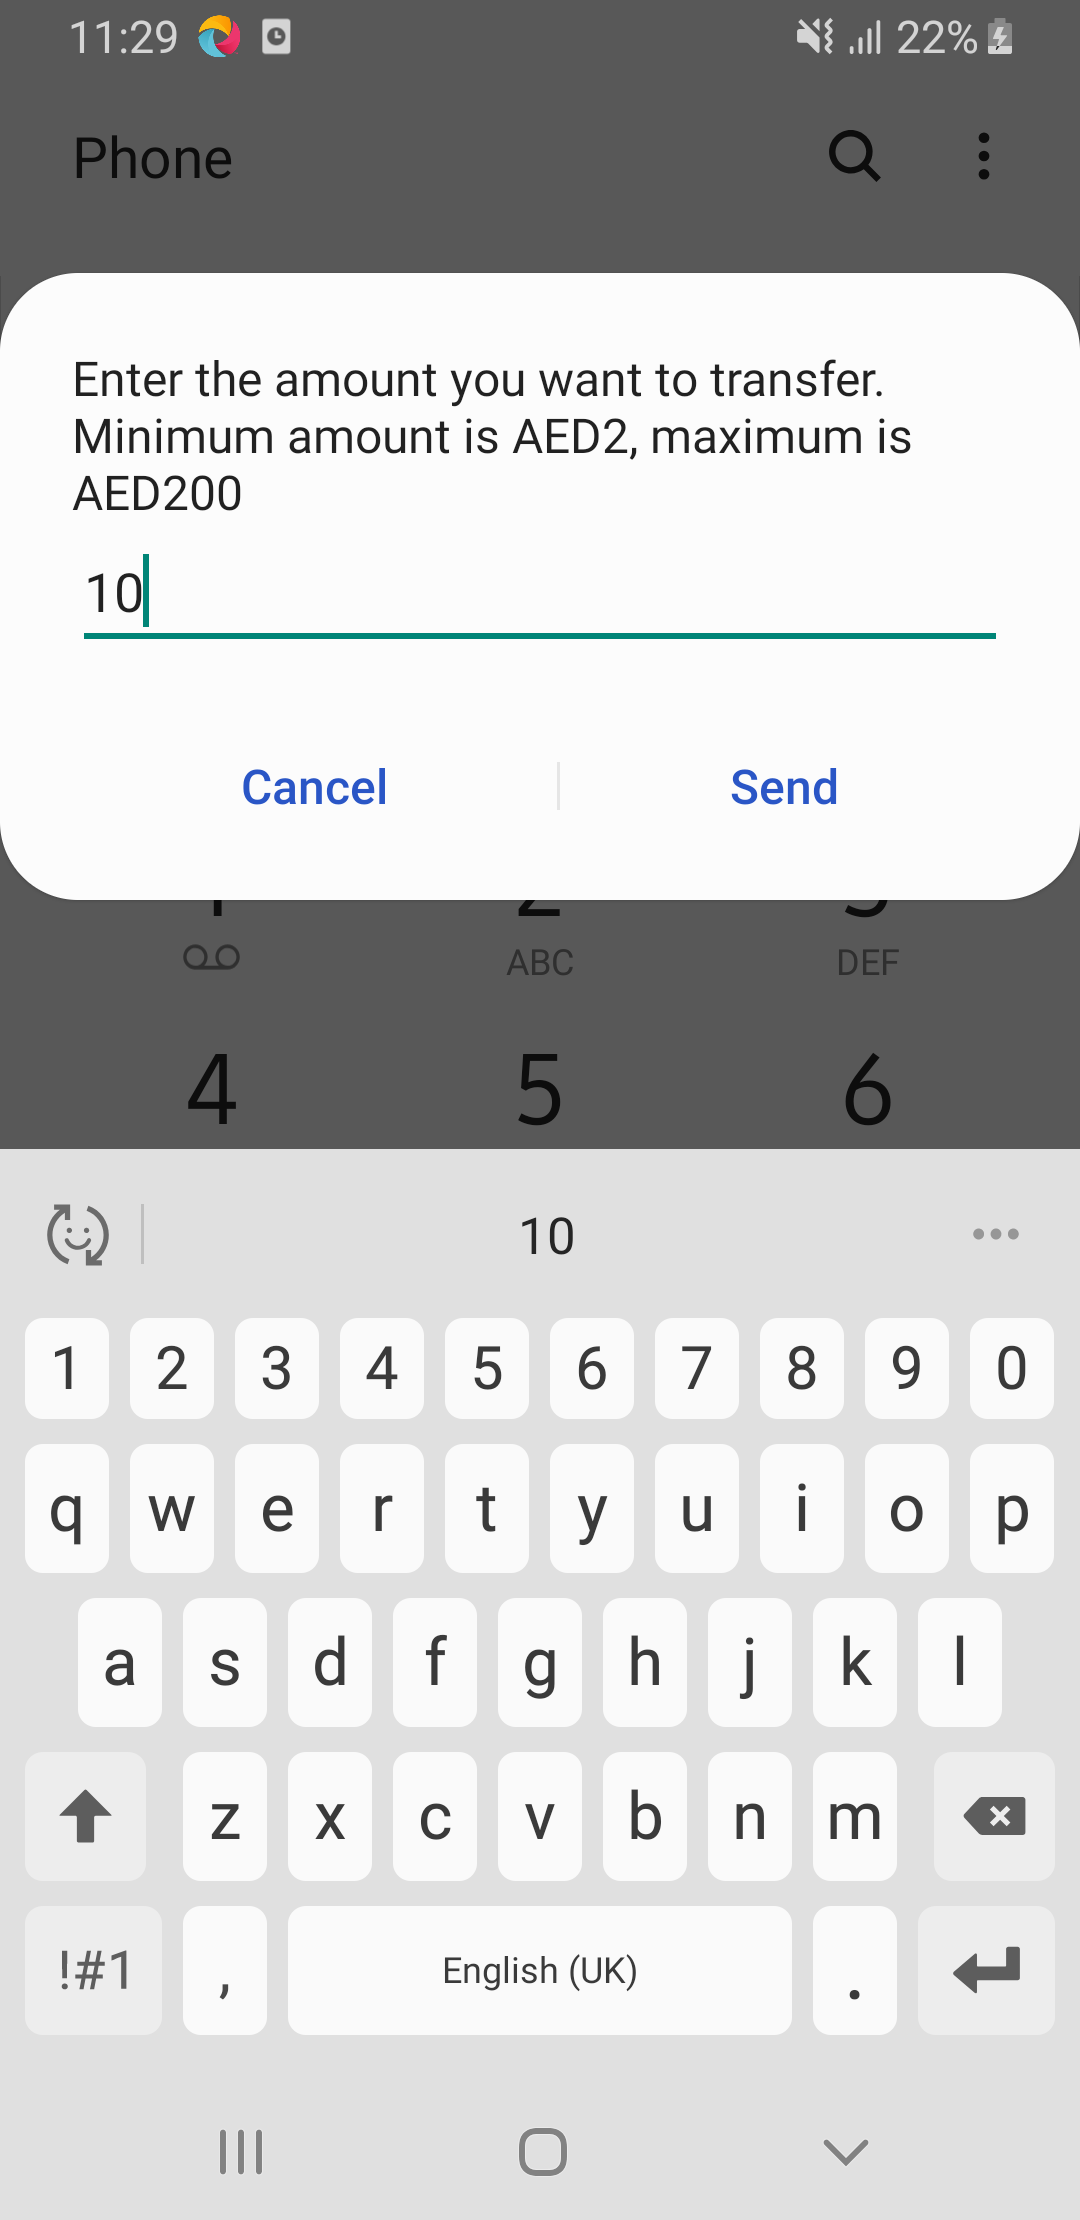 11:29
22%
Phone
Enter the amount you want to transfer.
Minimum amount is AED2, maximum is
AED200
10
Cancel
Send
ABC
DEF
4 5 6
10
1 2 3 4 5 6 7 8 9 0
q w e r t y u i o p
a s d f g h j k l
z x c v b n m
!#1 , English (UK) .